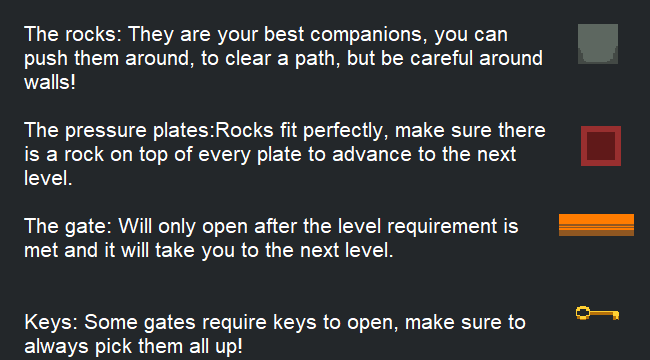 The rocks: They are your best companions, you can
push them around, to clear a path, but be careful around
walls!
The pressure plates:Rocks fit perfectly, make sure there
is a rock on top of every plate to advance to the next
level.
The gate: Will only open after the level requirement is
met and it will take you to the next level.
Keys: Some gates require keys to open, make sure to
always pick them all up!